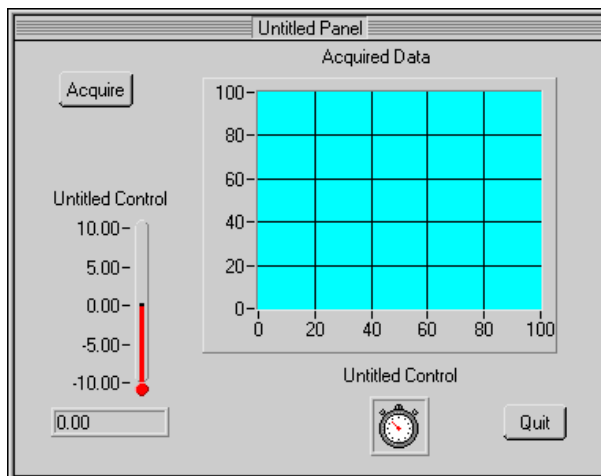 Untitled Panel
Acquired Data
Acquire
100
80
60
40
20
0
0 20 40 60 80 100
Untitled Control
10.00
5.00
0.00
-5.00
-10.00
0.00
Untitled Control
Quit